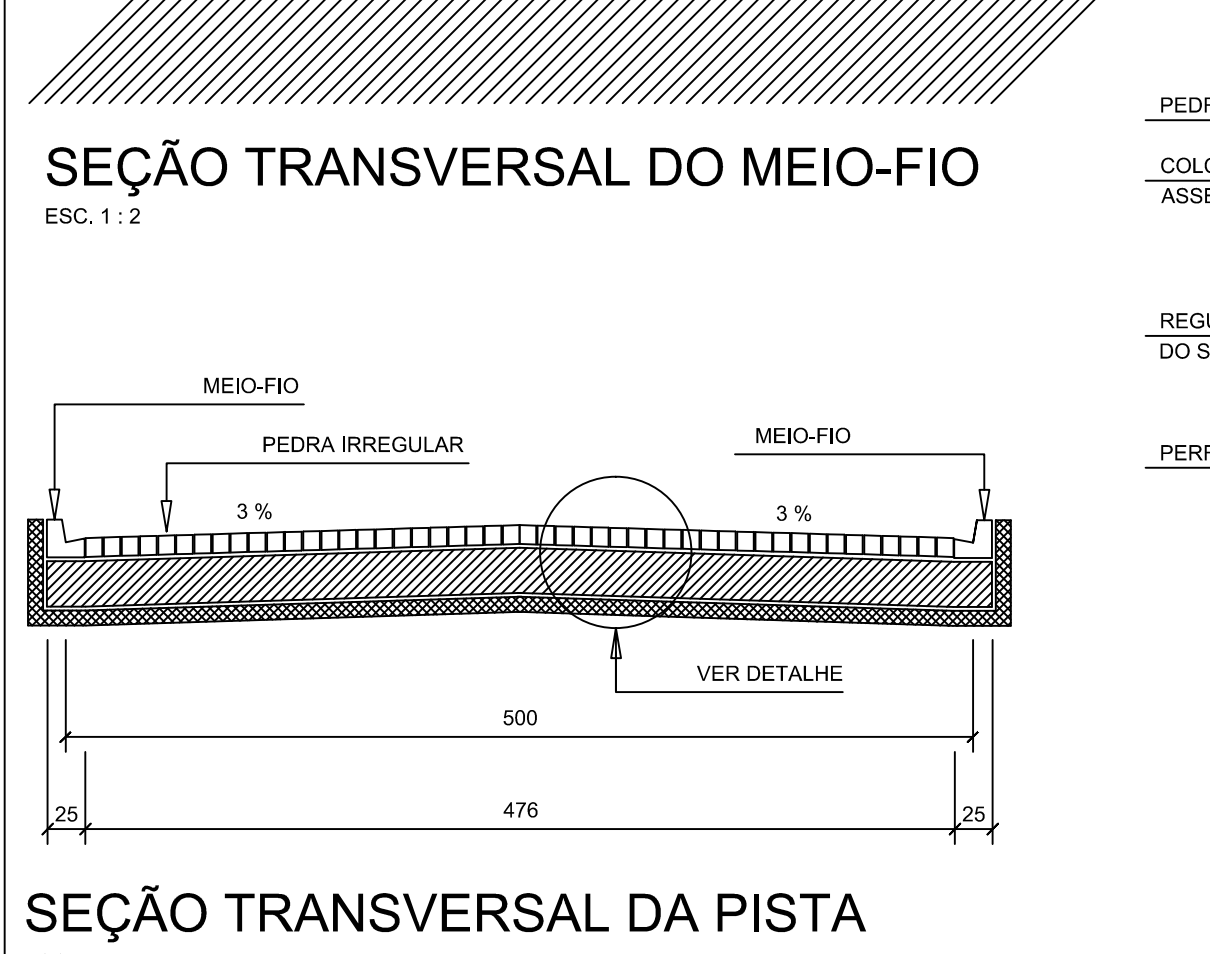 SEÇÃO TRANSVERSAL DO MEIO-FIO
ESC. 1 : 2
MEIO-FIO
PEDRA IRREGULAR
MEIO-FIO
3 %
3 %
VER DETALHE
500
25
476
25
SEÇÃO TRANSVERSAL DA PISTA
DO